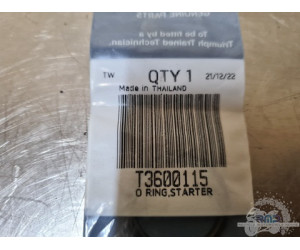 GENUINE PARTS
To be fitted by a
Triumph Trained Technician.
TW QTY 1 21/12/22
Made in THAILAND
T3600115
O RING,STARTER